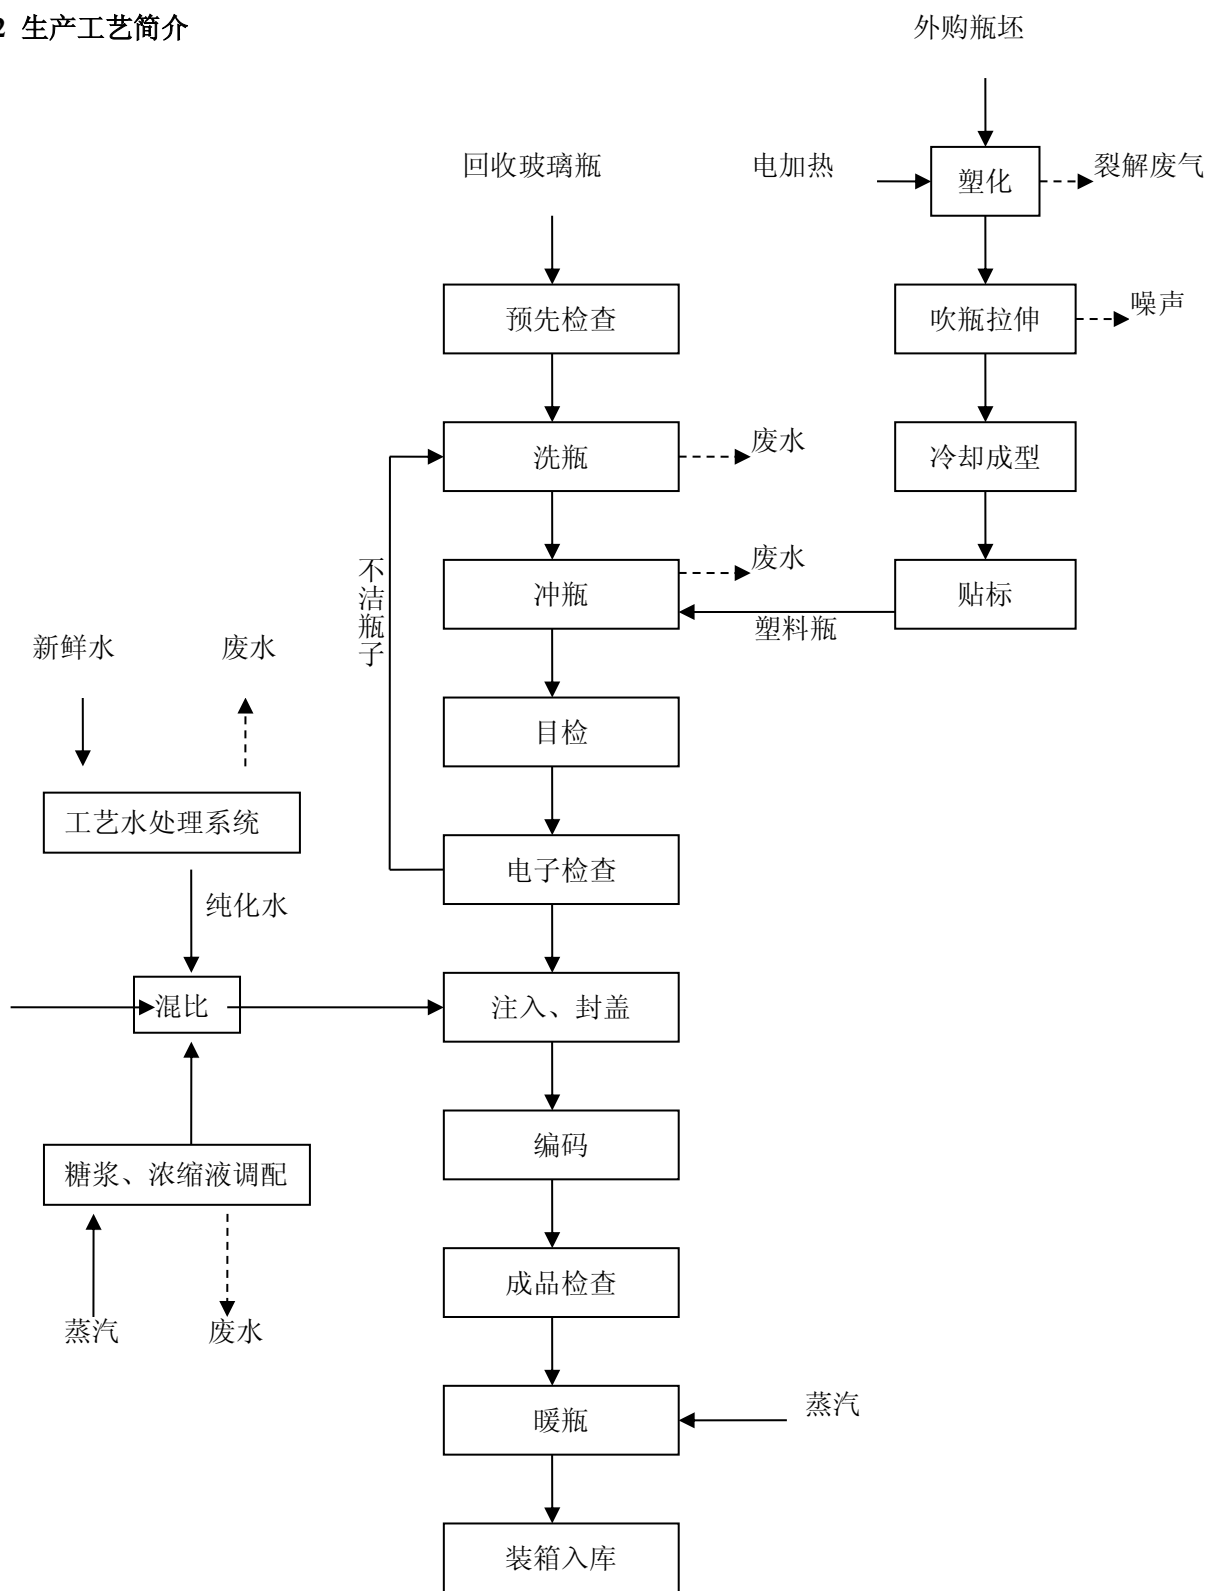 2 生产工艺简介
外购瓶坯
回收玻璃瓶
电加热
塑化
裂解废气
预先检查
吹瓶拉伸
噪声
洗瓶
废水
冷却成型
不洁瓶子
冲瓶
废水
贴标
塑料瓶
新鲜水
废水
目检
工艺水处理系统
电子检查
纯化水
混比
注入、封盖
编码
糖浆、浓缩液调配
成品检查
蒸汽
废水
暖瓶
蒸汽
装箱入库